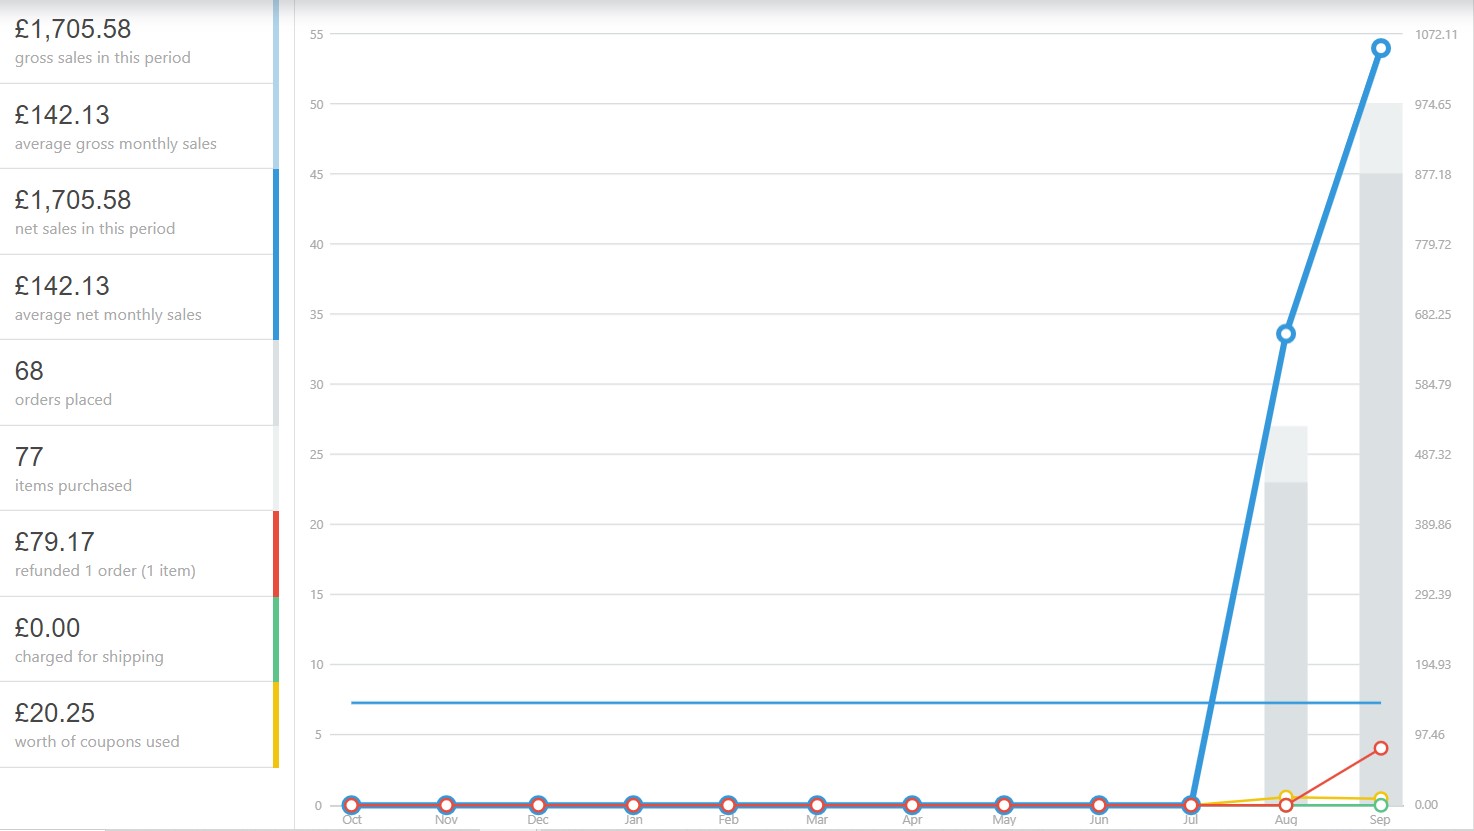 £1,705.58
gross sales in this period
£142.13
average gross monthly sales
£1,705.58
net sales in this period
£142.13
average net monthly sales
68
orders placed
77
items purchased
£79.17
refunded 1 order (1 item)
£0.00
charged for shipping
£20.25
worth of coupons used
55 1072.11
50 974.65
45 877.18
40 779.72
35 682.25
30 584.79
25 487.32
20 389.86
15 292.39
10 194.93
5 97.46
0 0.00
Oct Nov Dec Jan Feb Mar Apr May Jun Jul Aug Sep